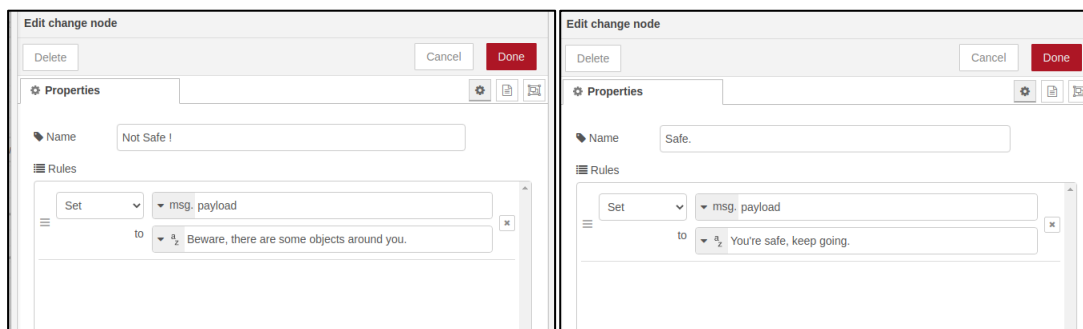 Edit change node
Delete
Cancel
Done
Properties
Name
Not Safe !
Rules
Set
msg. payload
to
a z Beware, there are some objects around you.
Edit change node
Delete
Cancel
Done
Properties
Name
Safe.
Rules
Set
msg. payload
to
a z You're safe, keep going.